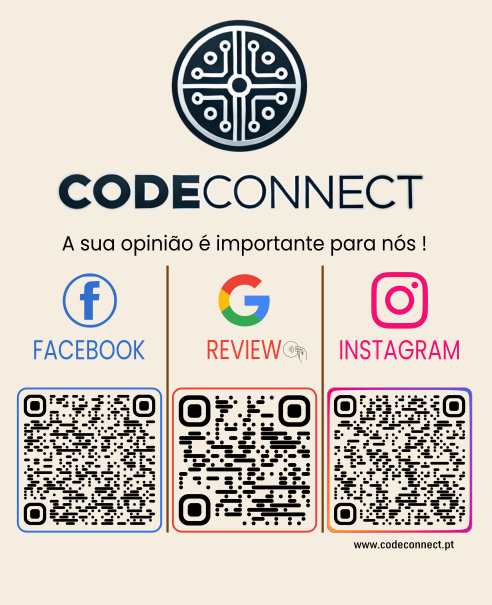 CODECONNECT
A sua opinião é importante para nós !
FACEBOOK
REVIEW
INSTAGRAM
www.codeconnect.pt